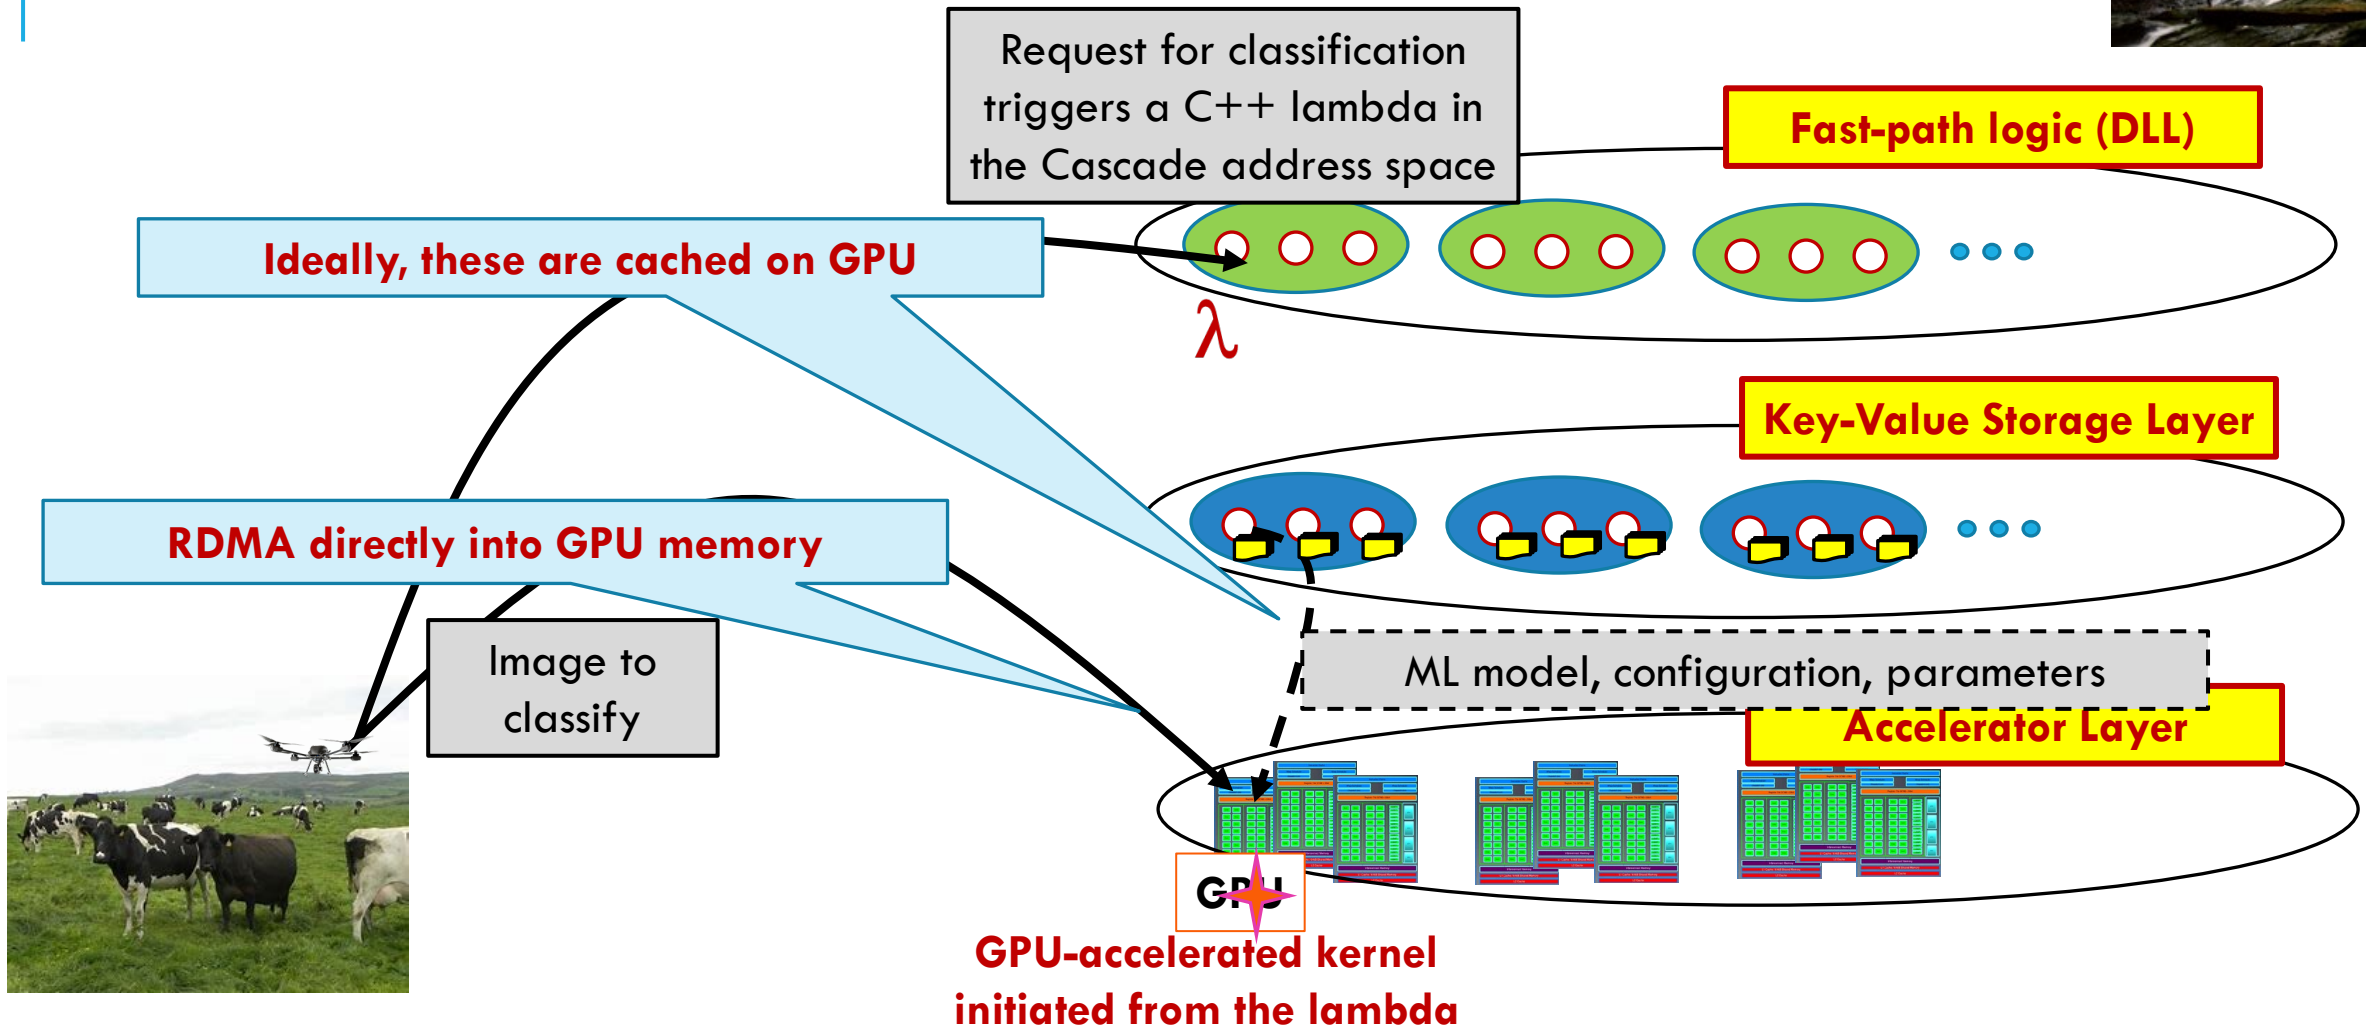 Request for classification
triggers a C++ lambda in
the Cascade address space
Fast-path logic (DLL)
Ideally, these are cached on GPU
λ
Key-Value Storage Layer
RDMA directly into GPU memory
Image to
classify
ML model, configuration, parameters
Accelerator Layer
GPU
GPU-accelerated kernel
initiated from the lambda